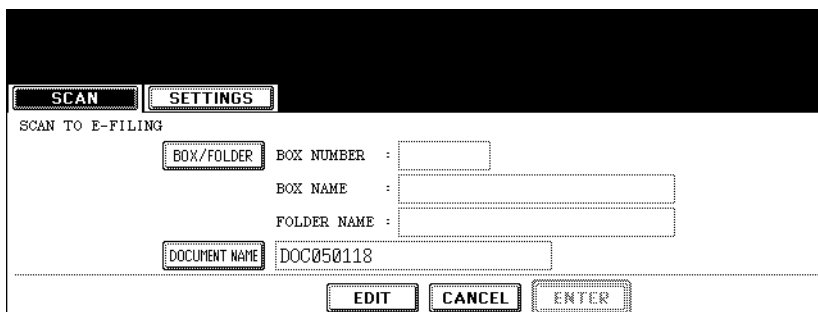 SCAN SETTINGS
SCAN TO E-FILING
BOX/FOLDER BOX NUMBER :
BOX NAME :
FOLDER NAME :
DOCUMENT NAME DOC050118
EDIT CANCEL ENTER